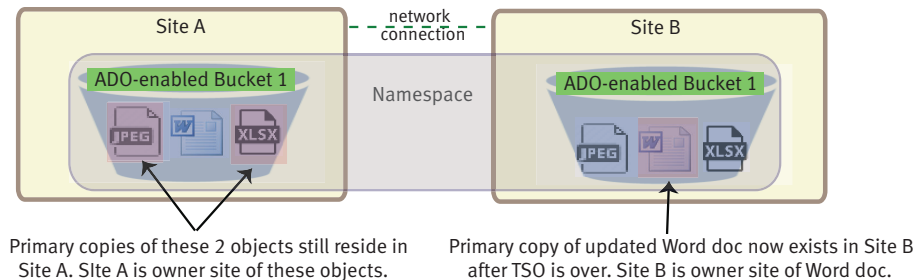 Site A
network
connection
Site B
ADO-enabled Bucket 1
Namespace
ADO-enabled Bucket 1
JPEG
W
XLSX
JPEG
W
XLSX
Primary copies of these 2 objects still reside in
Site A. SIte A is owner site of these objects.
Primary copy of updated Word doc now exists in Site B
after TSO is over. Site B is owner site of Word doc.